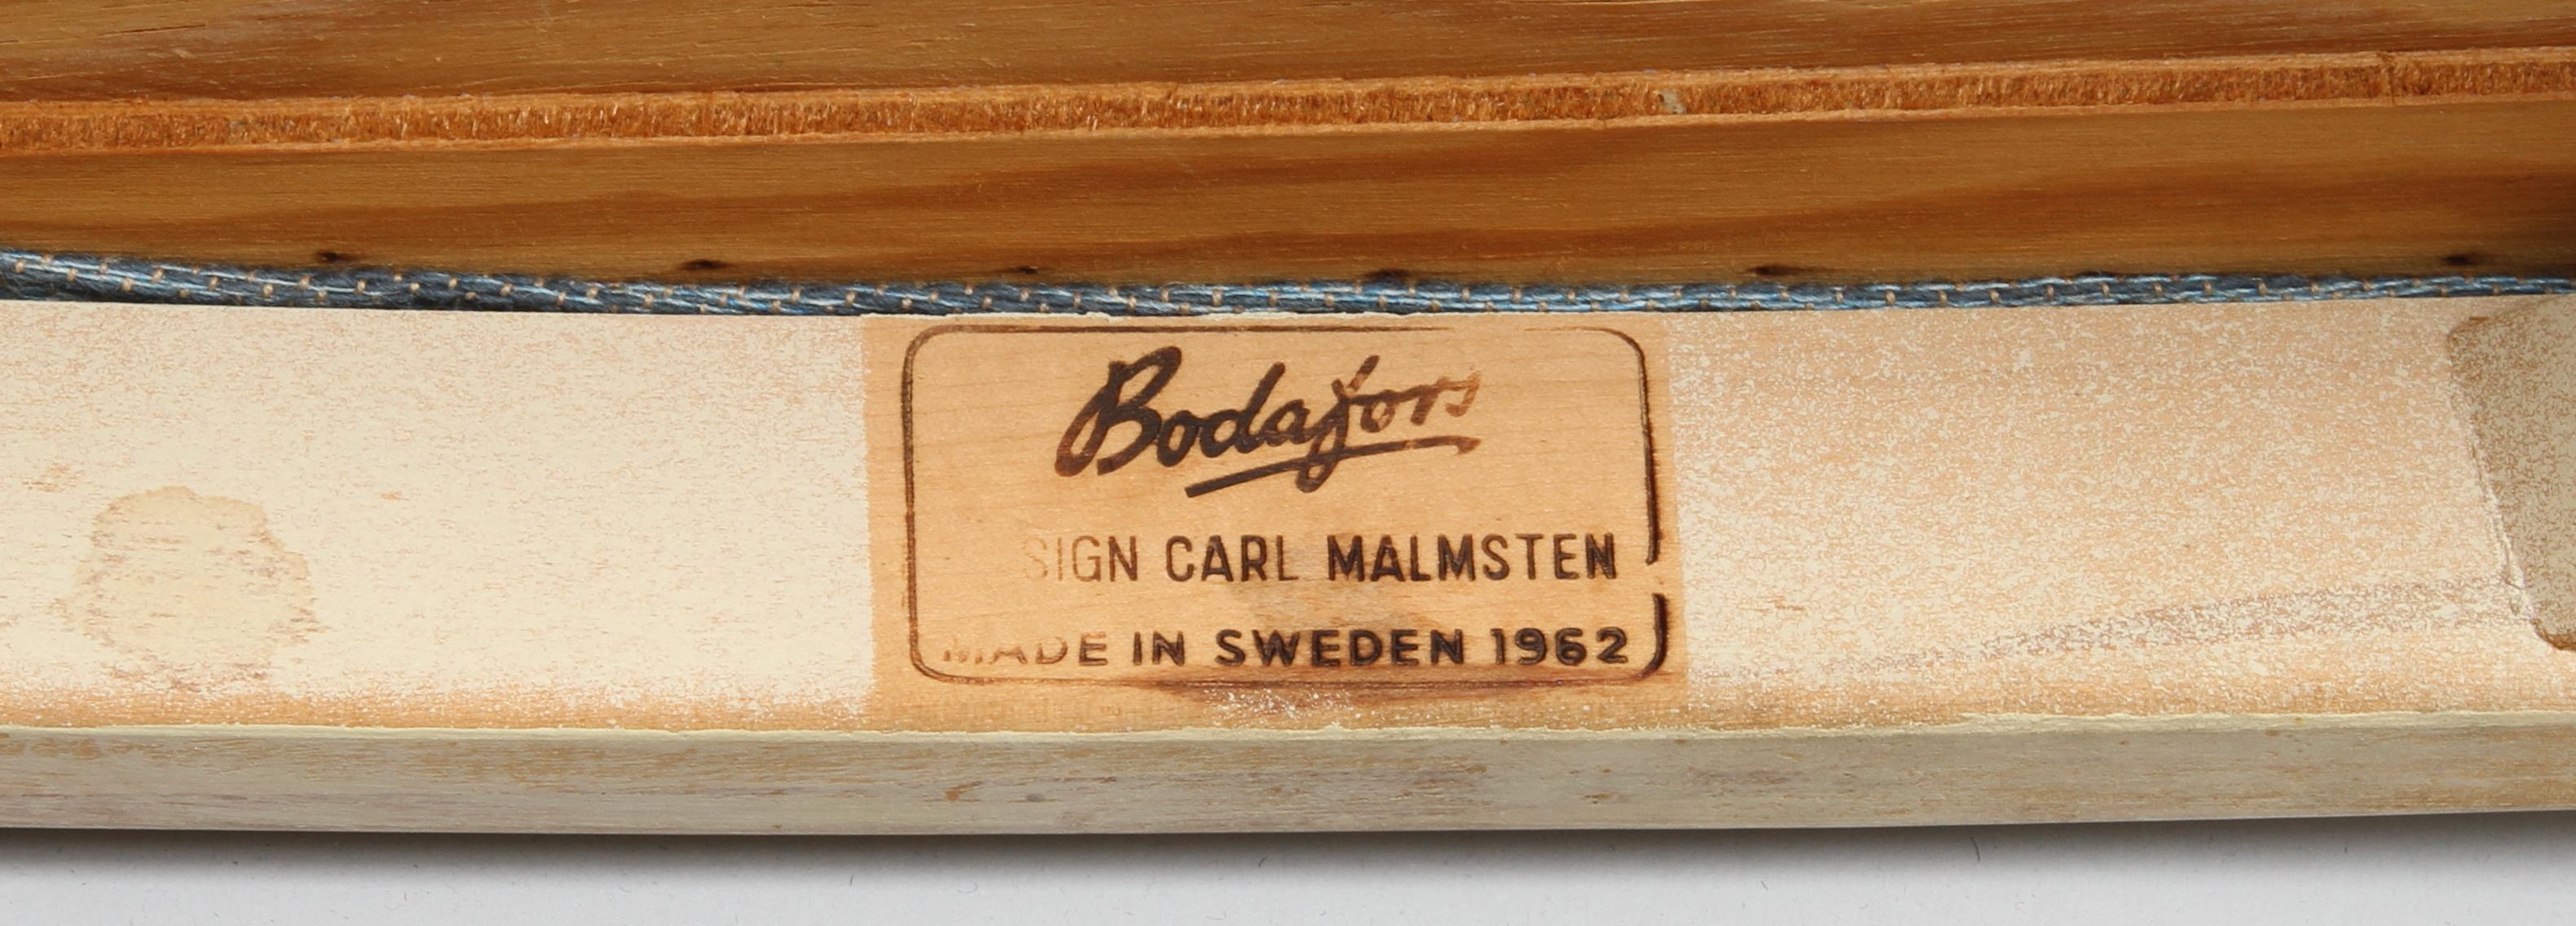 Bodafors
SIGN CARL MALMSTEN
MADE IN SWEDEN 1962